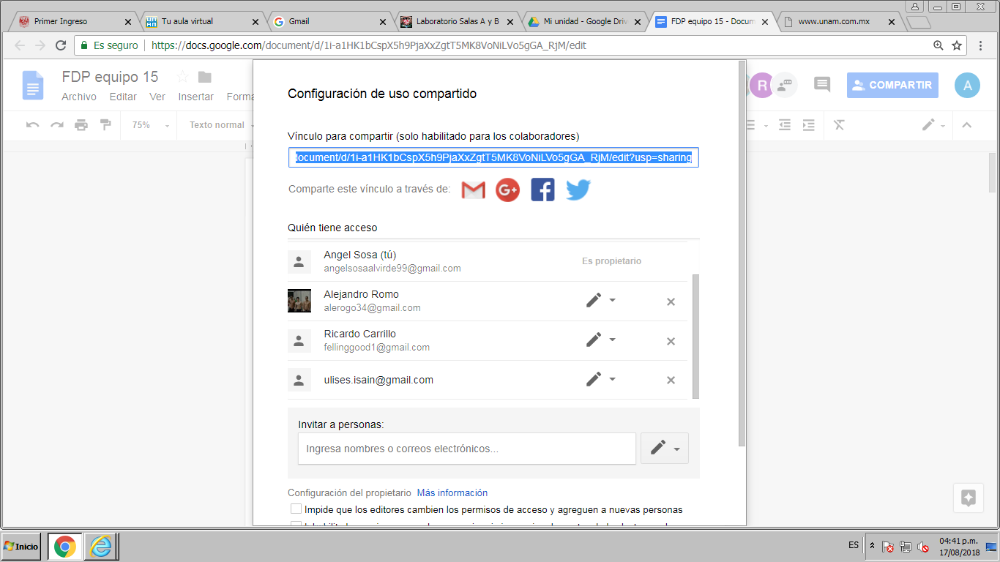 Primer Ingreso
Tu aula virtual
Gmail
Laboratorio Salas A y B
Mi unidad - Google Driv
FDP equipo 15 - Docum
www.unam.com.mx
Es seguro
https://docs.google.com/document/d/1i-a1HK1bCspX5h9PjaXxZgtT5MK8VoNiLVo5gGA_RjM/edit
FDP equipo 15
Archivo Editar Ver Insertar Forma
R
COMPARTIR
A
75%
Texto normal
Configuración de uso compartido
Vínculo para compartir (solo habilitado para los colaboradores)
document/d/1i-a1HK1bCspX5h9PjaXxZgtT5MK8VoNiLVo5gGA_RjM/edit?usp=sharing
Comparte este vínculo a través de:
Quién tiene acceso
Angel Sosa (tú)
angelsosaalvirde99@gmail.com
Es propietario
Alejandro Romo
alerogo34@gmail.com
Ricardo Carrillo
fellinggood1@gmail.com
ulises.isain@gmail.com
Invitar a personas:
Ingresa nombres o correos electrónicos...
Configuración del propietario Más información
Impide que los editores cambien los permisos de acceso y agreguen a nuevas personas
Inicio
ES
04:41 p.m.
17/08/2018